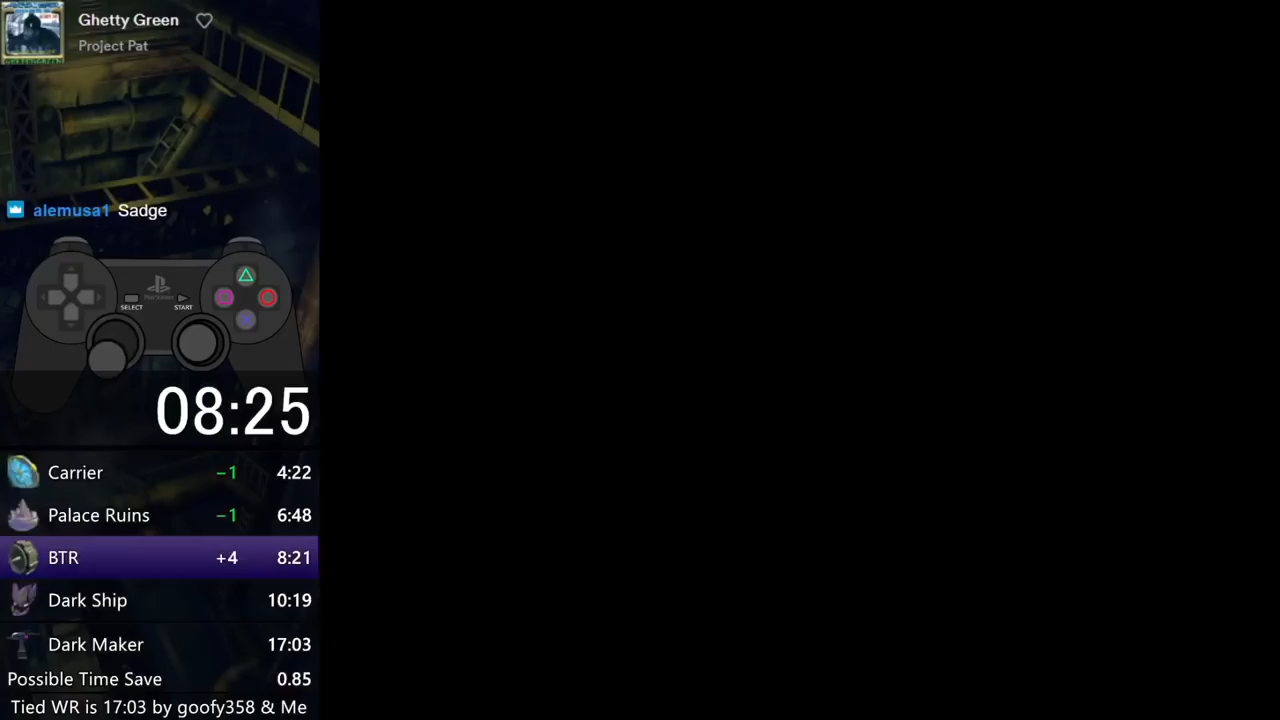 Ghetty Green
Project Pat
alemusa1 Sadge
SELECT
PlayStation
START
08:25
Carrier −1 4:22
Palace Ruins −1 6:48
BTR +4 8:21
Dark Ship 10:19
Dark Maker 17:03
Possible Time Save 0.85
Tied WR is 17:03 by goofy358 & Me